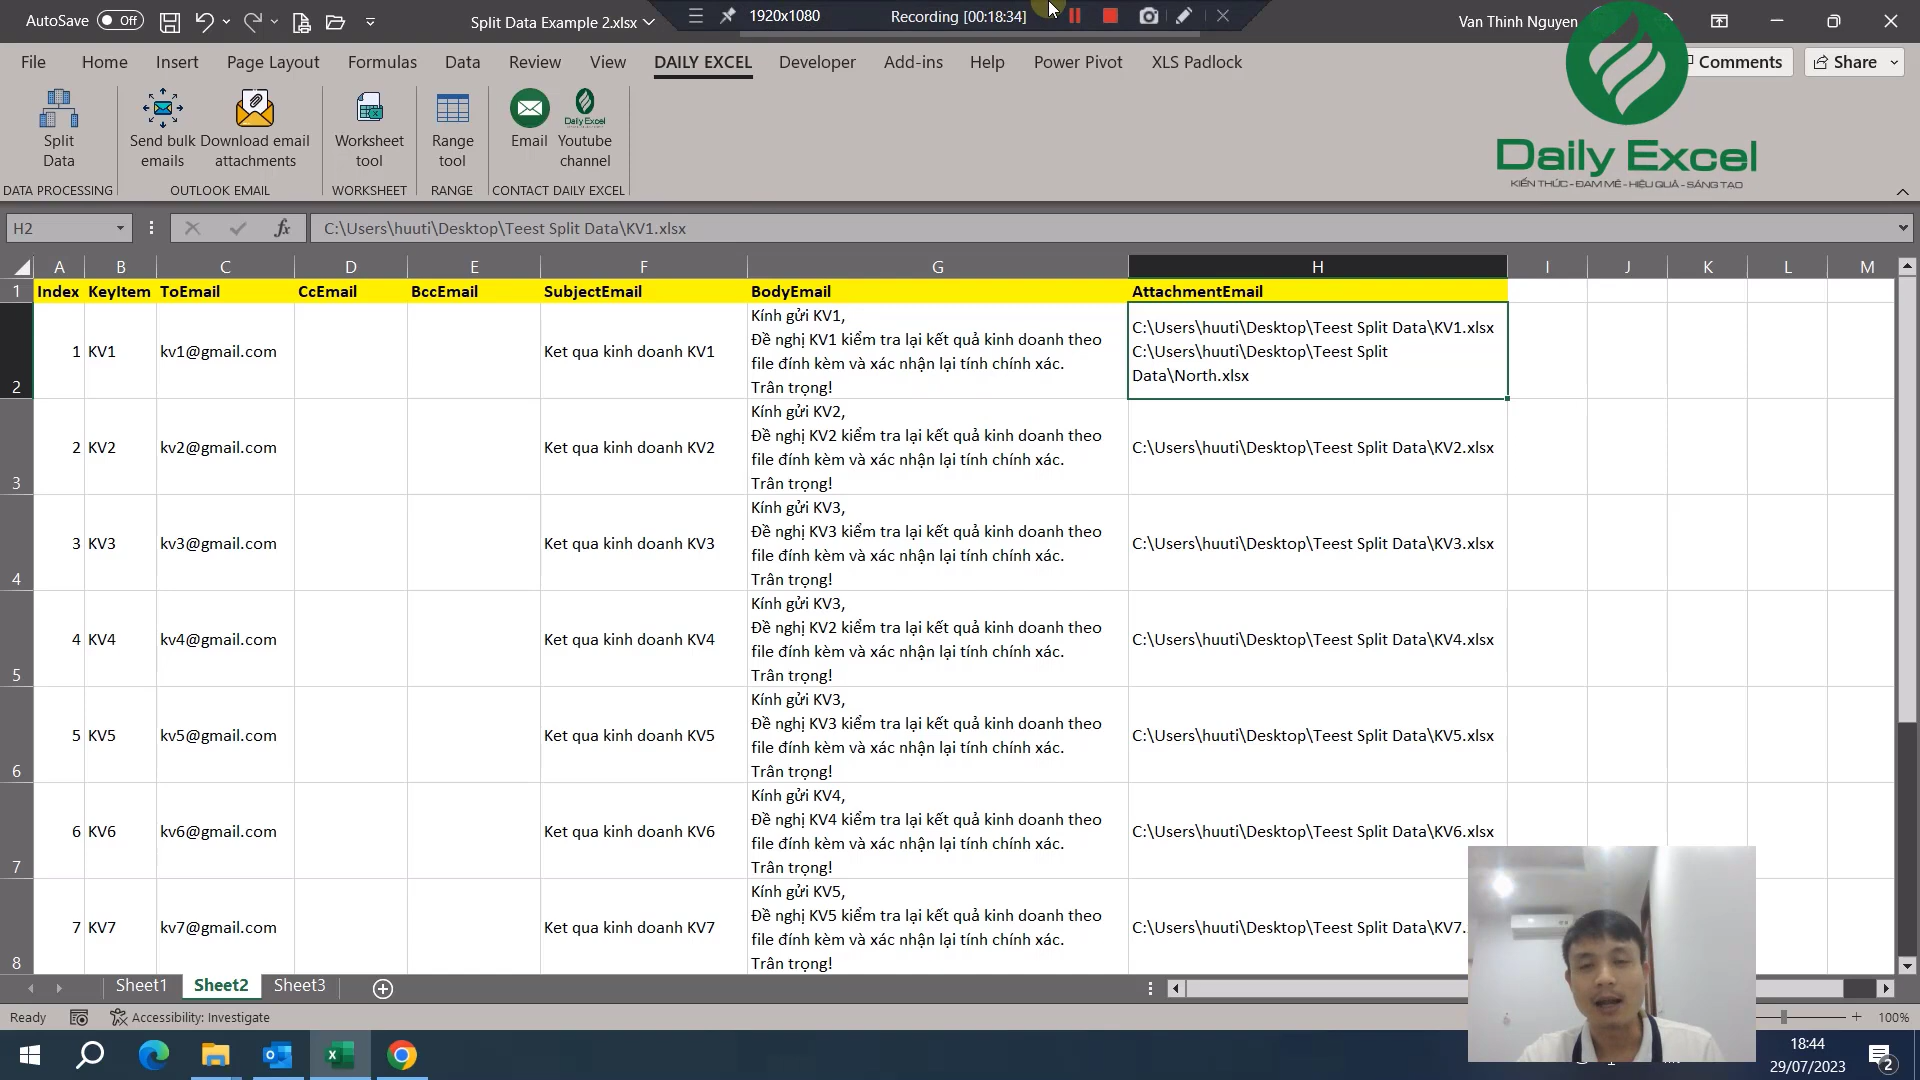 AutoSave Off
Split Data Example 2.xlsx
1920x1080
Recording [00:18:34]
Van Thinh Nguyen
File Home Insert Page Layout Formulas Data Review View DAILY EXCEL Developer Add-ins Help Power Pivot XLS Padlock
Comments
Share
Split Data
Send bulk emails
Download email attachments
Worksheet tool
Range tool
Email
Daily Excel
Youtube channel
DATA PROCESSING
OUTLOOK EMAIL
WORKSHEET
RANGE
CONTACT DAILY EXCEL
Daily Excel
KIẾN THỨC - ĐAM MÊ - HIỆU QUẢ - SÁNG TẠO
H2
fx
C:\Users\huuti\Desktop\Teest Split Data\KV1.xlsx
A B C D E F G H I J K L M
1 Index KeyItem ToEmail CcEmail BccEmail SubjectEmail BodyEmail AttachmentEmail
2
1 KV1 kv1@gmail.com Ket qua kinh doanh KV1
Kính gửi KV1,
Đề nghị KV1 kiểm tra lại kết quả kinh doanh theo
file đính kèm và xác nhận lại tính chính xác.
Trân trọng!
C:\Users\huuti\Desktop\Teest Split Data\KV1.xlsx
C:\Users\huuti\Desktop\Teest Split
Data\North.xlsx
3
2 KV2 kv2@gmail.com Ket qua kinh doanh KV2
Kính gửi KV2,
Đề nghị KV2 kiểm tra lại kết quả kinh doanh theo
file đính kèm và xác nhận lại tính chính xác.
Trân trọng!
C:\Users\huuti\Desktop\Teest Split Data\KV2.xlsx
4
3 KV3 kv3@gmail.com Ket qua kinh doanh KV3
Kính gửi KV3,
Đề nghị KV3 kiểm tra lại kết quả kinh doanh theo
file đính kèm và xác nhận lại tính chính xác.
Trân trọng!
C:\Users\huuti\Desktop\Teest Split Data\KV3.xlsx
5
4 KV4 kv4@gmail.com Ket qua kinh doanh KV4
Kính gửi KV3,
Đề nghị KV2 kiểm tra lại kết quả kinh doanh theo
file đính kèm và xác nhận lại tính chính xác.
Trân trọng!
C:\Users\huuti\Desktop\Teest Split Data\KV4.xlsx
6
5 KV5 kv5@gmail.com Ket qua kinh doanh KV5
Kính gửi KV3,
Đề nghị KV3 kiểm tra lại kết quả kinh doanh theo
file đính kèm và xác nhận lại tính chính xác.
Trân trọng!
C:\Users\huuti\Desktop\Teest Split Data\KV5.xlsx
7
6 KV6 kv6@gmail.com Ket qua kinh doanh KV6
Kính gửi KV4,
Đề nghị KV4 kiểm tra lại kết quả kinh doanh theo
file đính kèm và xác nhận lại tính chính xác.
Trân trọng!
C:\Users\huuti\Desktop\Teest Split Data\KV6.xlsx
8
7 KV7 kv7@gmail.com Ket qua kinh doanh KV7
Kính gửi KV5,
Đề nghị KV5 kiểm tra lại kết quả kinh doanh theo
file đính kèm và xác nhận lại tính chính xác.
Trân trọng!
C:\Users\huuti\Desktop\Teest Split Data\KV7.
Sheet1 Sheet2 Sheet3
Ready
Accessibility: Investigate
100%
18:44
29/07/2023
2